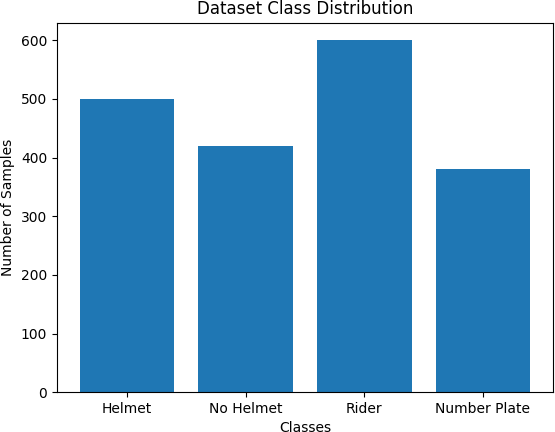 Dataset Class Distribution
Number of Samples
600
500
400
300
200
100
0
Helmet No Helmet Rider Number Plate
Classes